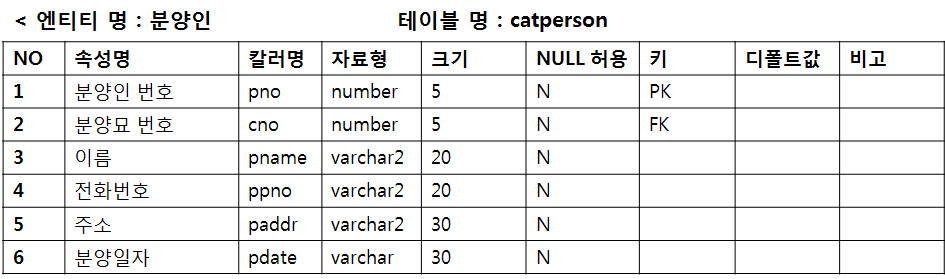 < 엔티티 명 : 분양인 테이블 명 : catperson
NO 속성명 칼러명 자료형 크기 NULL 허용 키 디폴트값 비고
1 분양인 번호 pno number 5 N PK
2 분양묘 번호 cno number 5 N FK
3 이름 pname varchar2 20 N
4 전화번호 ppno varchar2 20 N
5 주소 paddr varchar2 30 N
6 분양일자 pdate varchar 30 N